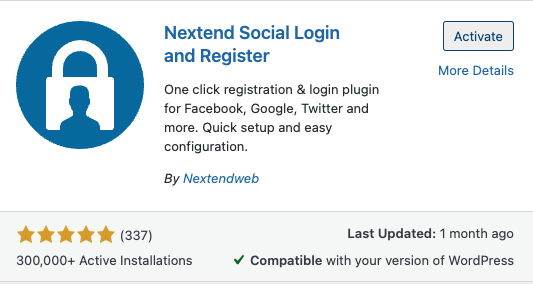 Nextend Social Login
and Register
Activate
More Details
One click registration & login plugin
for Facebook, Google, Twitter and
more. Quick setup and easy
configuration.
By Nextendweb
(337)
Last Updated: 1 month ago
300,000+ Active Installations
Compatible with your version of WordPress